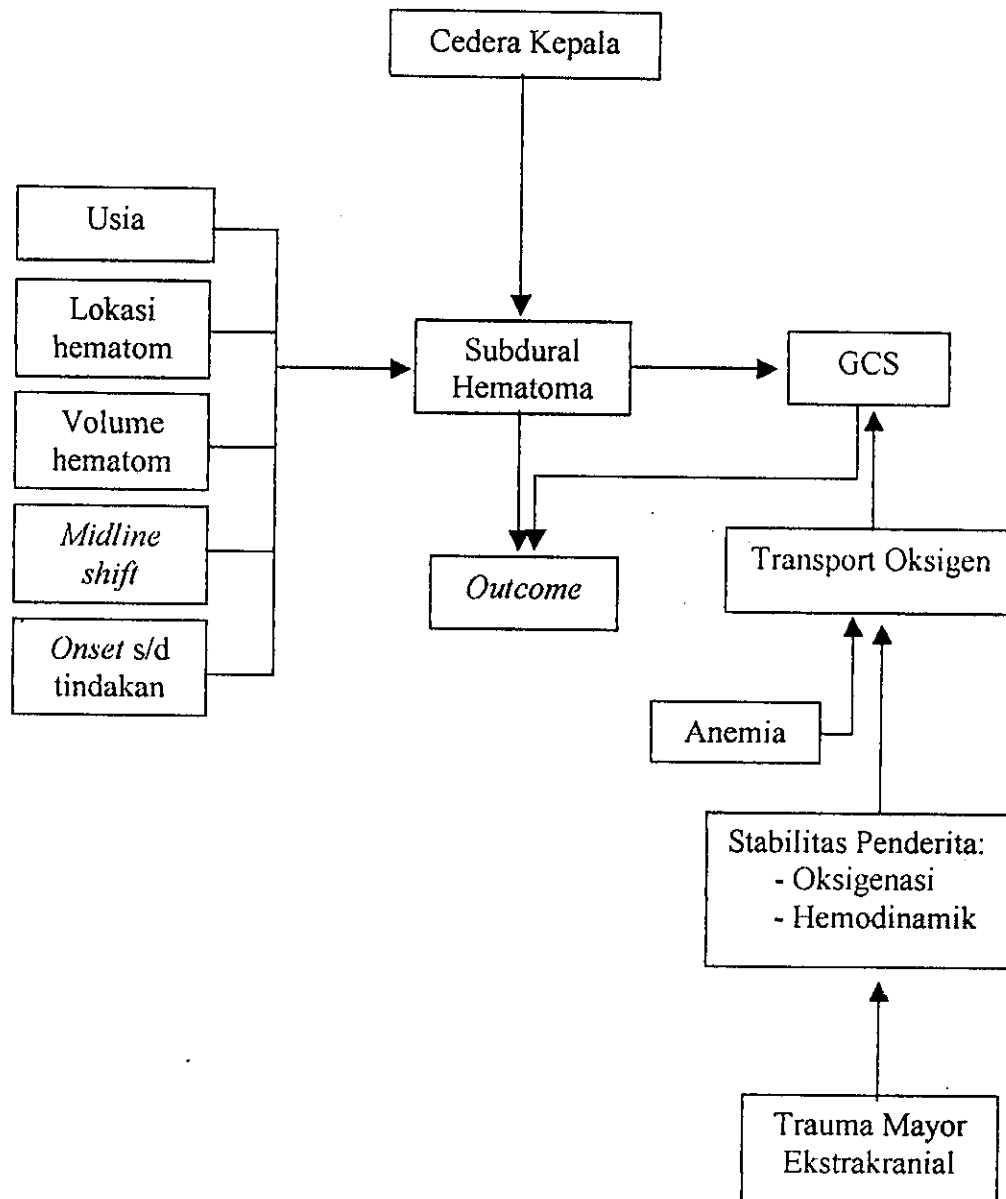 Cedera Kepala
Usia
Lokasi
hematom
Volume
hematom
Midline
shift
Onset s/d
tindakan
Subdural
Hematoma
GCS
Outcome
Transport Oksigen
Anemia
Stabilitas Penderita:
- Oksigenasi
- Hemodinamik
Trauma Mayor
Ekstrakranial